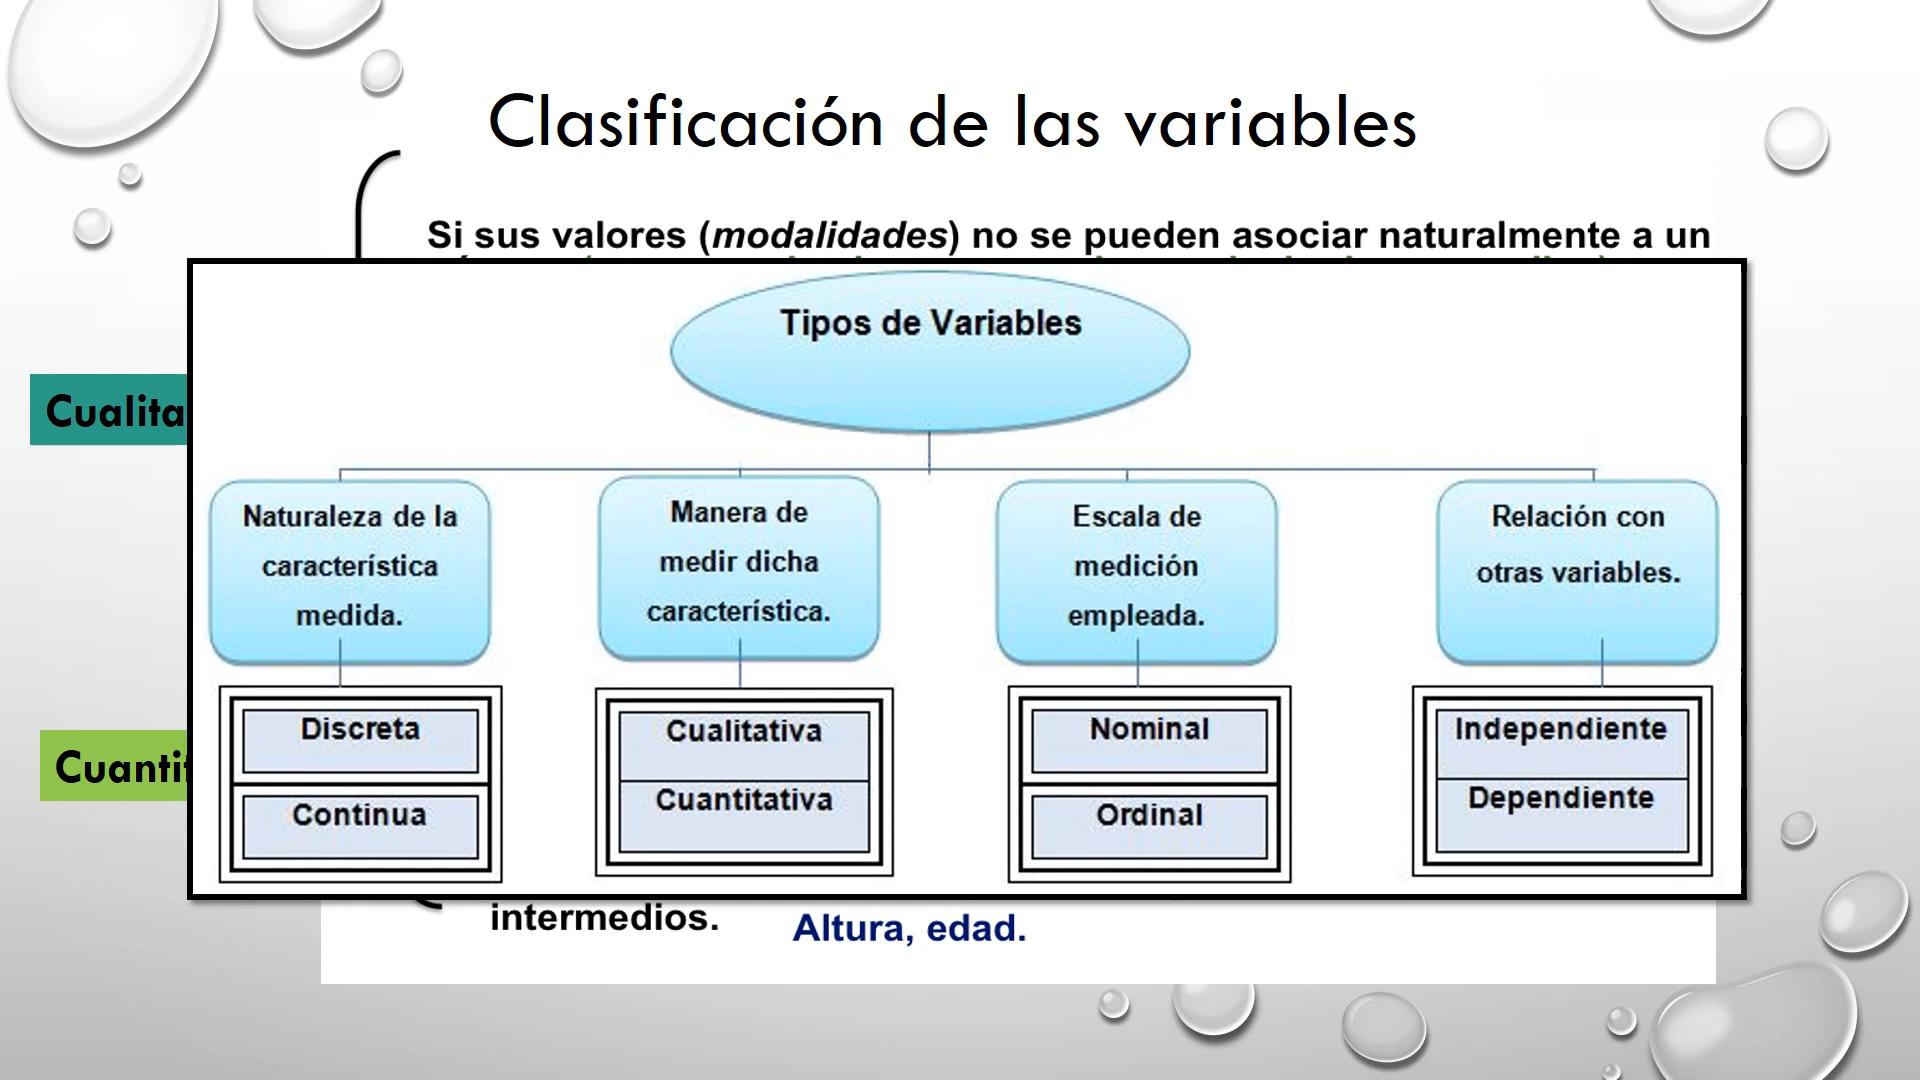 Clasificación de las variables
Si sus valores (modalidades) no se pueden asociar naturalmente a un
Tipos de Variables
Cualita
Naturaleza de la
característica
medida.
Manera de
medir dicha
característica.
Escala de
medición
empleada.
Relación con
otras variables.
Cuanti
Discreta
Continua
Cualitativa
Cuantitativa
Nominal
Ordinal
Independiente
Dependiente
intermedios.
Altura, edad.